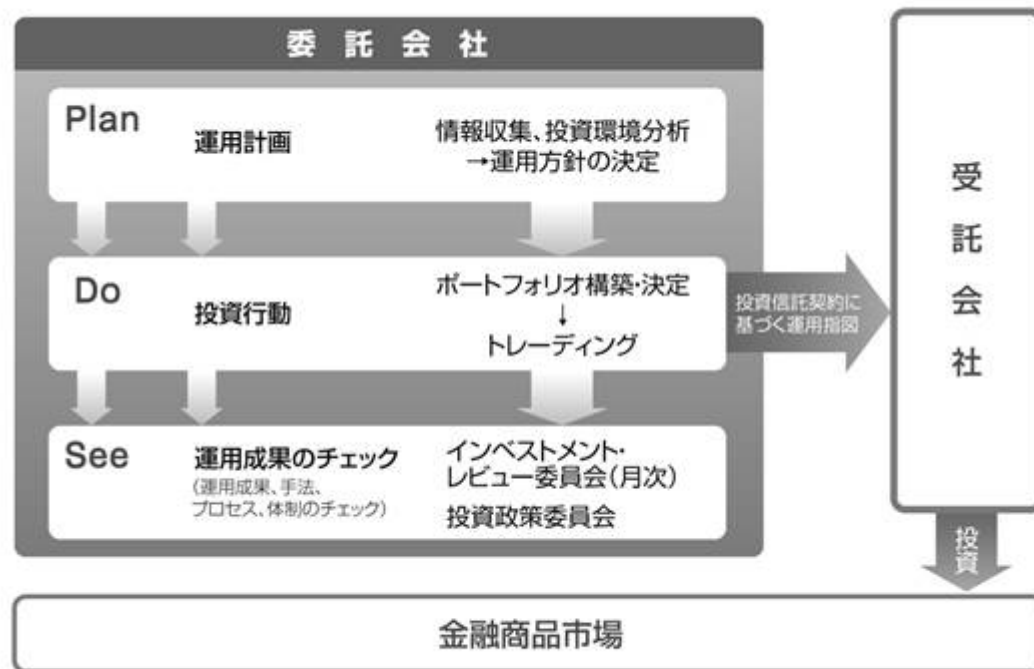 委託会社
Plan
運用計画
情報収集、投資環境分析
→運用方針の決定
Do
投資行動
ポートフォリオ構築・決定
↓
トレーディング
See
運用成果のチェック
(運用成果、手法、
プロセス、体制のチェック)
インベストメント・
レビュー委員会(月次)
投資政策委員会
投資信託契約に
基づく運用指図
受託会社
投資
金融商品市場